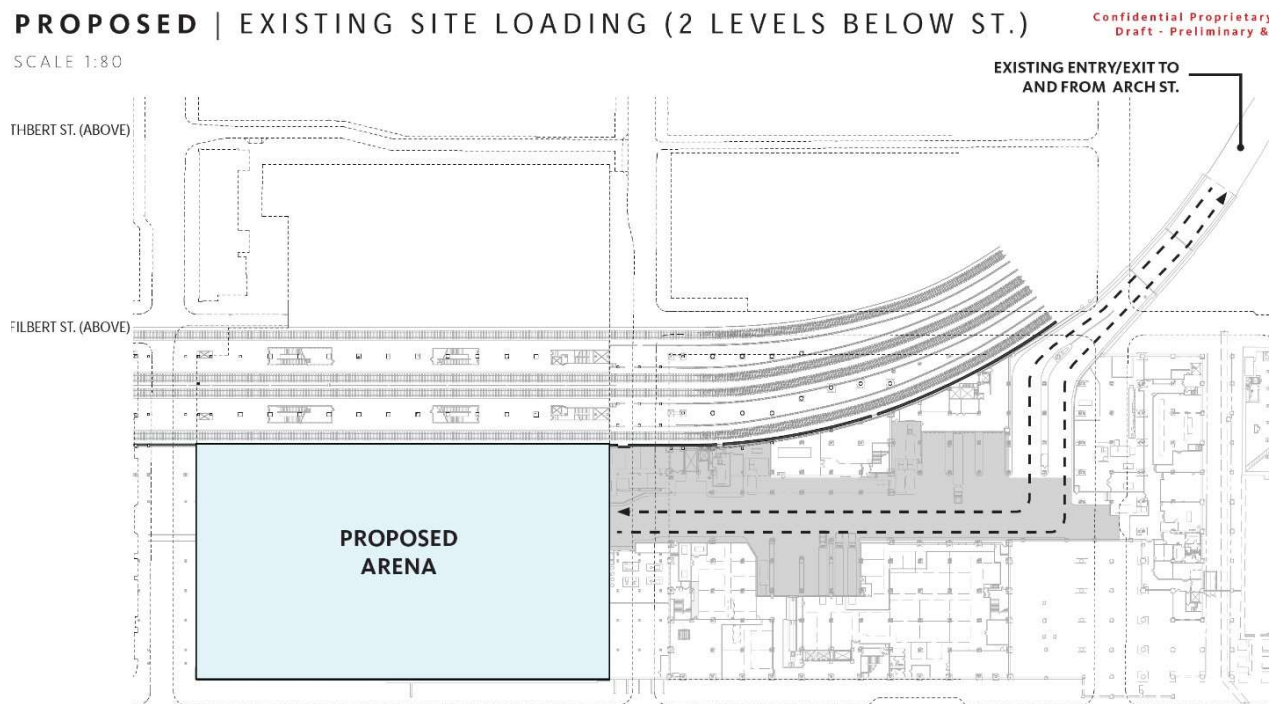 PROPOSED | EXISTING SITE LOADING (2 LEVELS BELOW ST.)
Confidential Proprietary
Draft - Preliminary &
SCALE 1:80
EXISTING ENTRY/EXIT TO
AND FROM ARCH ST.
THBERT ST. (ABOVE)
FILBERT ST. (ABOVE)
PROPOSED
ARENA